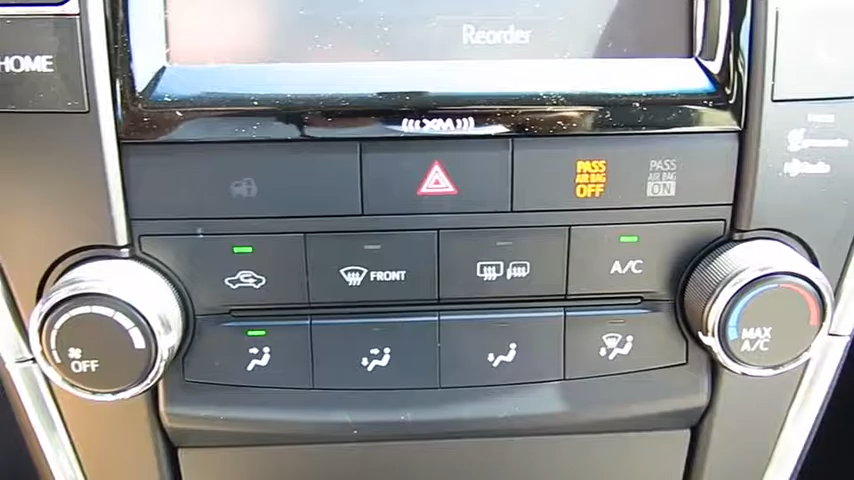 Reorder
HOME
((( XM )))
PASS
AIR BAG
OFF
PASS
AIR BAG
ON
FRONT
A/C
OFF
MAX
A/C